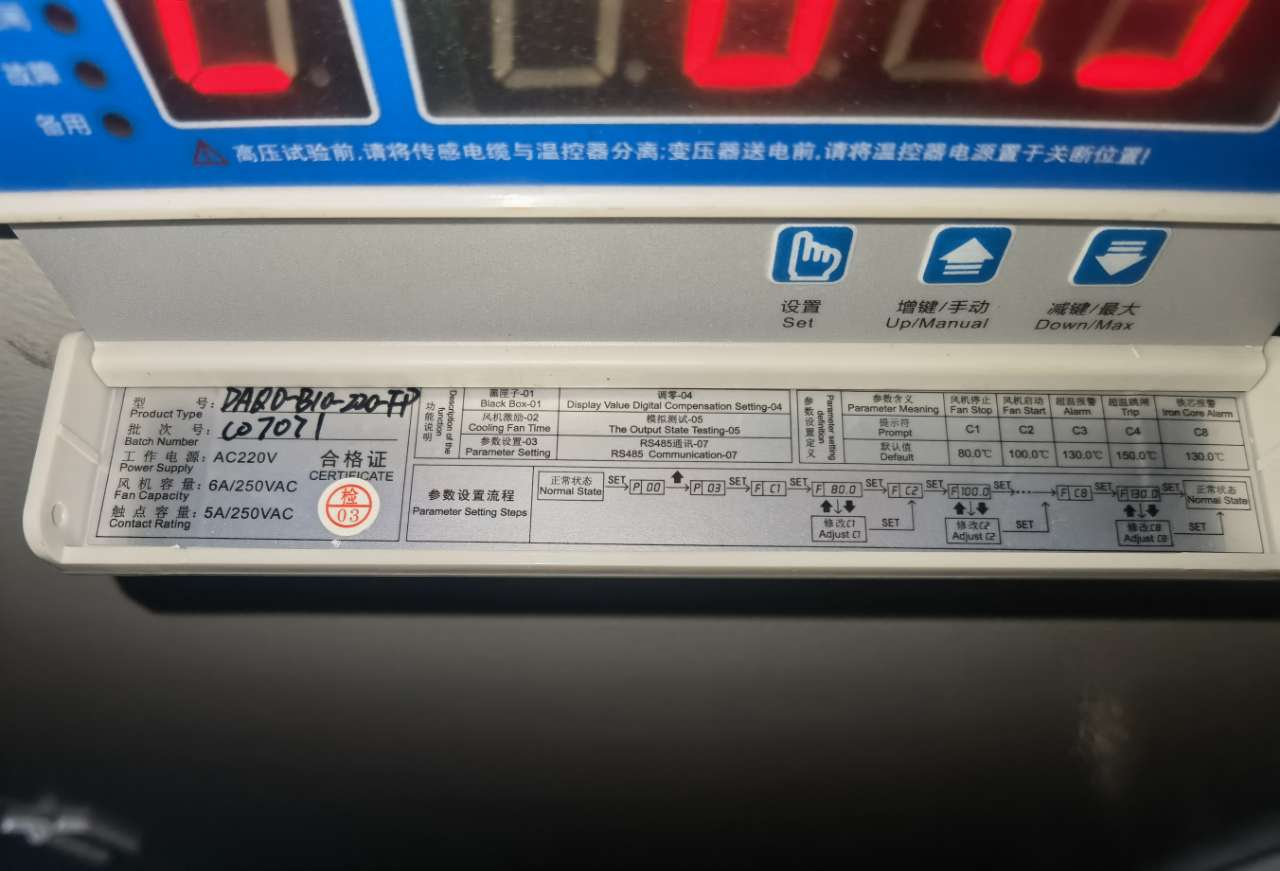 故障
备用
高压试验前,请将传感电缆与温控器分离;变压器送电前,请将温控器电源置于关断位置!
设置
Set
增键/手动
Up/Manual
减键/最大
Down/Max
型 号:
Product Type
批 次 号:
Batch Number
工作电源: AC220V
Power Supply
风机容量: 6A/250VAC
Fan Capacity
触点容量: 5A/250VAC
Contact Rating
合格证
CERTIFICATE
检
03
功能说明
Description of the function
黑匣子-01
Black Box-01
调零-04
Display Value Digital Compensation Setting-04
风机激励-02
Cooling Fan Time
模拟测试-05
The Output State Testing-05
参数设置-03
Parameter Setting
RS485通讯-07
RS485 Communication-07
参数设置定义
Parameter setting definition
参数含义
Parameter Meaning
风机停止
Fan Stop
风机启动
Fan Start
超温报警
Alarm
超温跳闸
Trip
铁芯报警
Iron Core Alarm
提示符
Prompt
C1
C2
C3
C4
C8
默认值
Default
80.0℃
100.0℃
130.0℃
150.0℃
130.0℃
参数设置流程
Parameter Setting Steps
正常状态
Normal State
SET
P 00
P 03
SET
F C1
SET
F 80.0
SET
F C2
SET
F 100.0
SET
F C8
SET
F 130.0
SET
正常状态
Normal State
修改C1
Adjust C1
SET
修改C2
Adjust C2
SET
修改C8
Adjust C8
SET